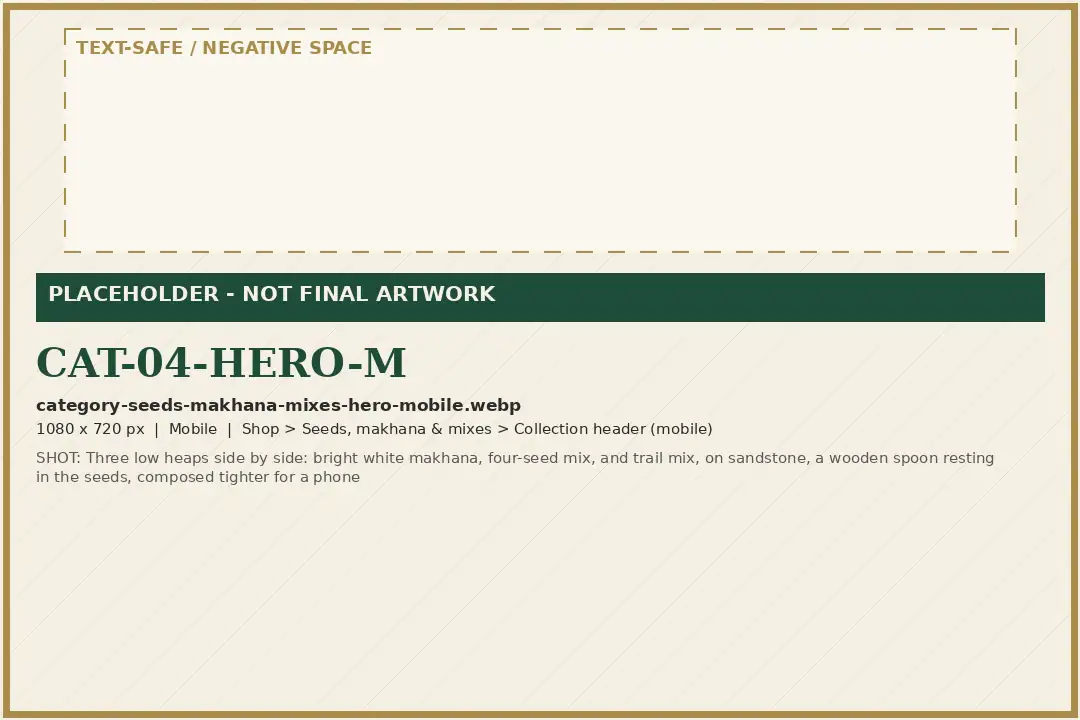 TEXT-SAFE / NEGATIVE SPACE
PLACEHOLDER - NOT FINAL ARTWORK
CAT-04-HERO-M
category-seeds-makhana-mixes-hero-mobile.webp
1080 x 720 px  |  Mobile  |  Shop > Seeds, makhana & mixes > Collection header (mobile)
SHOT: Three low heaps side by side: bright white makhana, four-seed mix, and trail mix, on sandstone, a wooden spoon resting
in the seeds, composed tighter for a phone